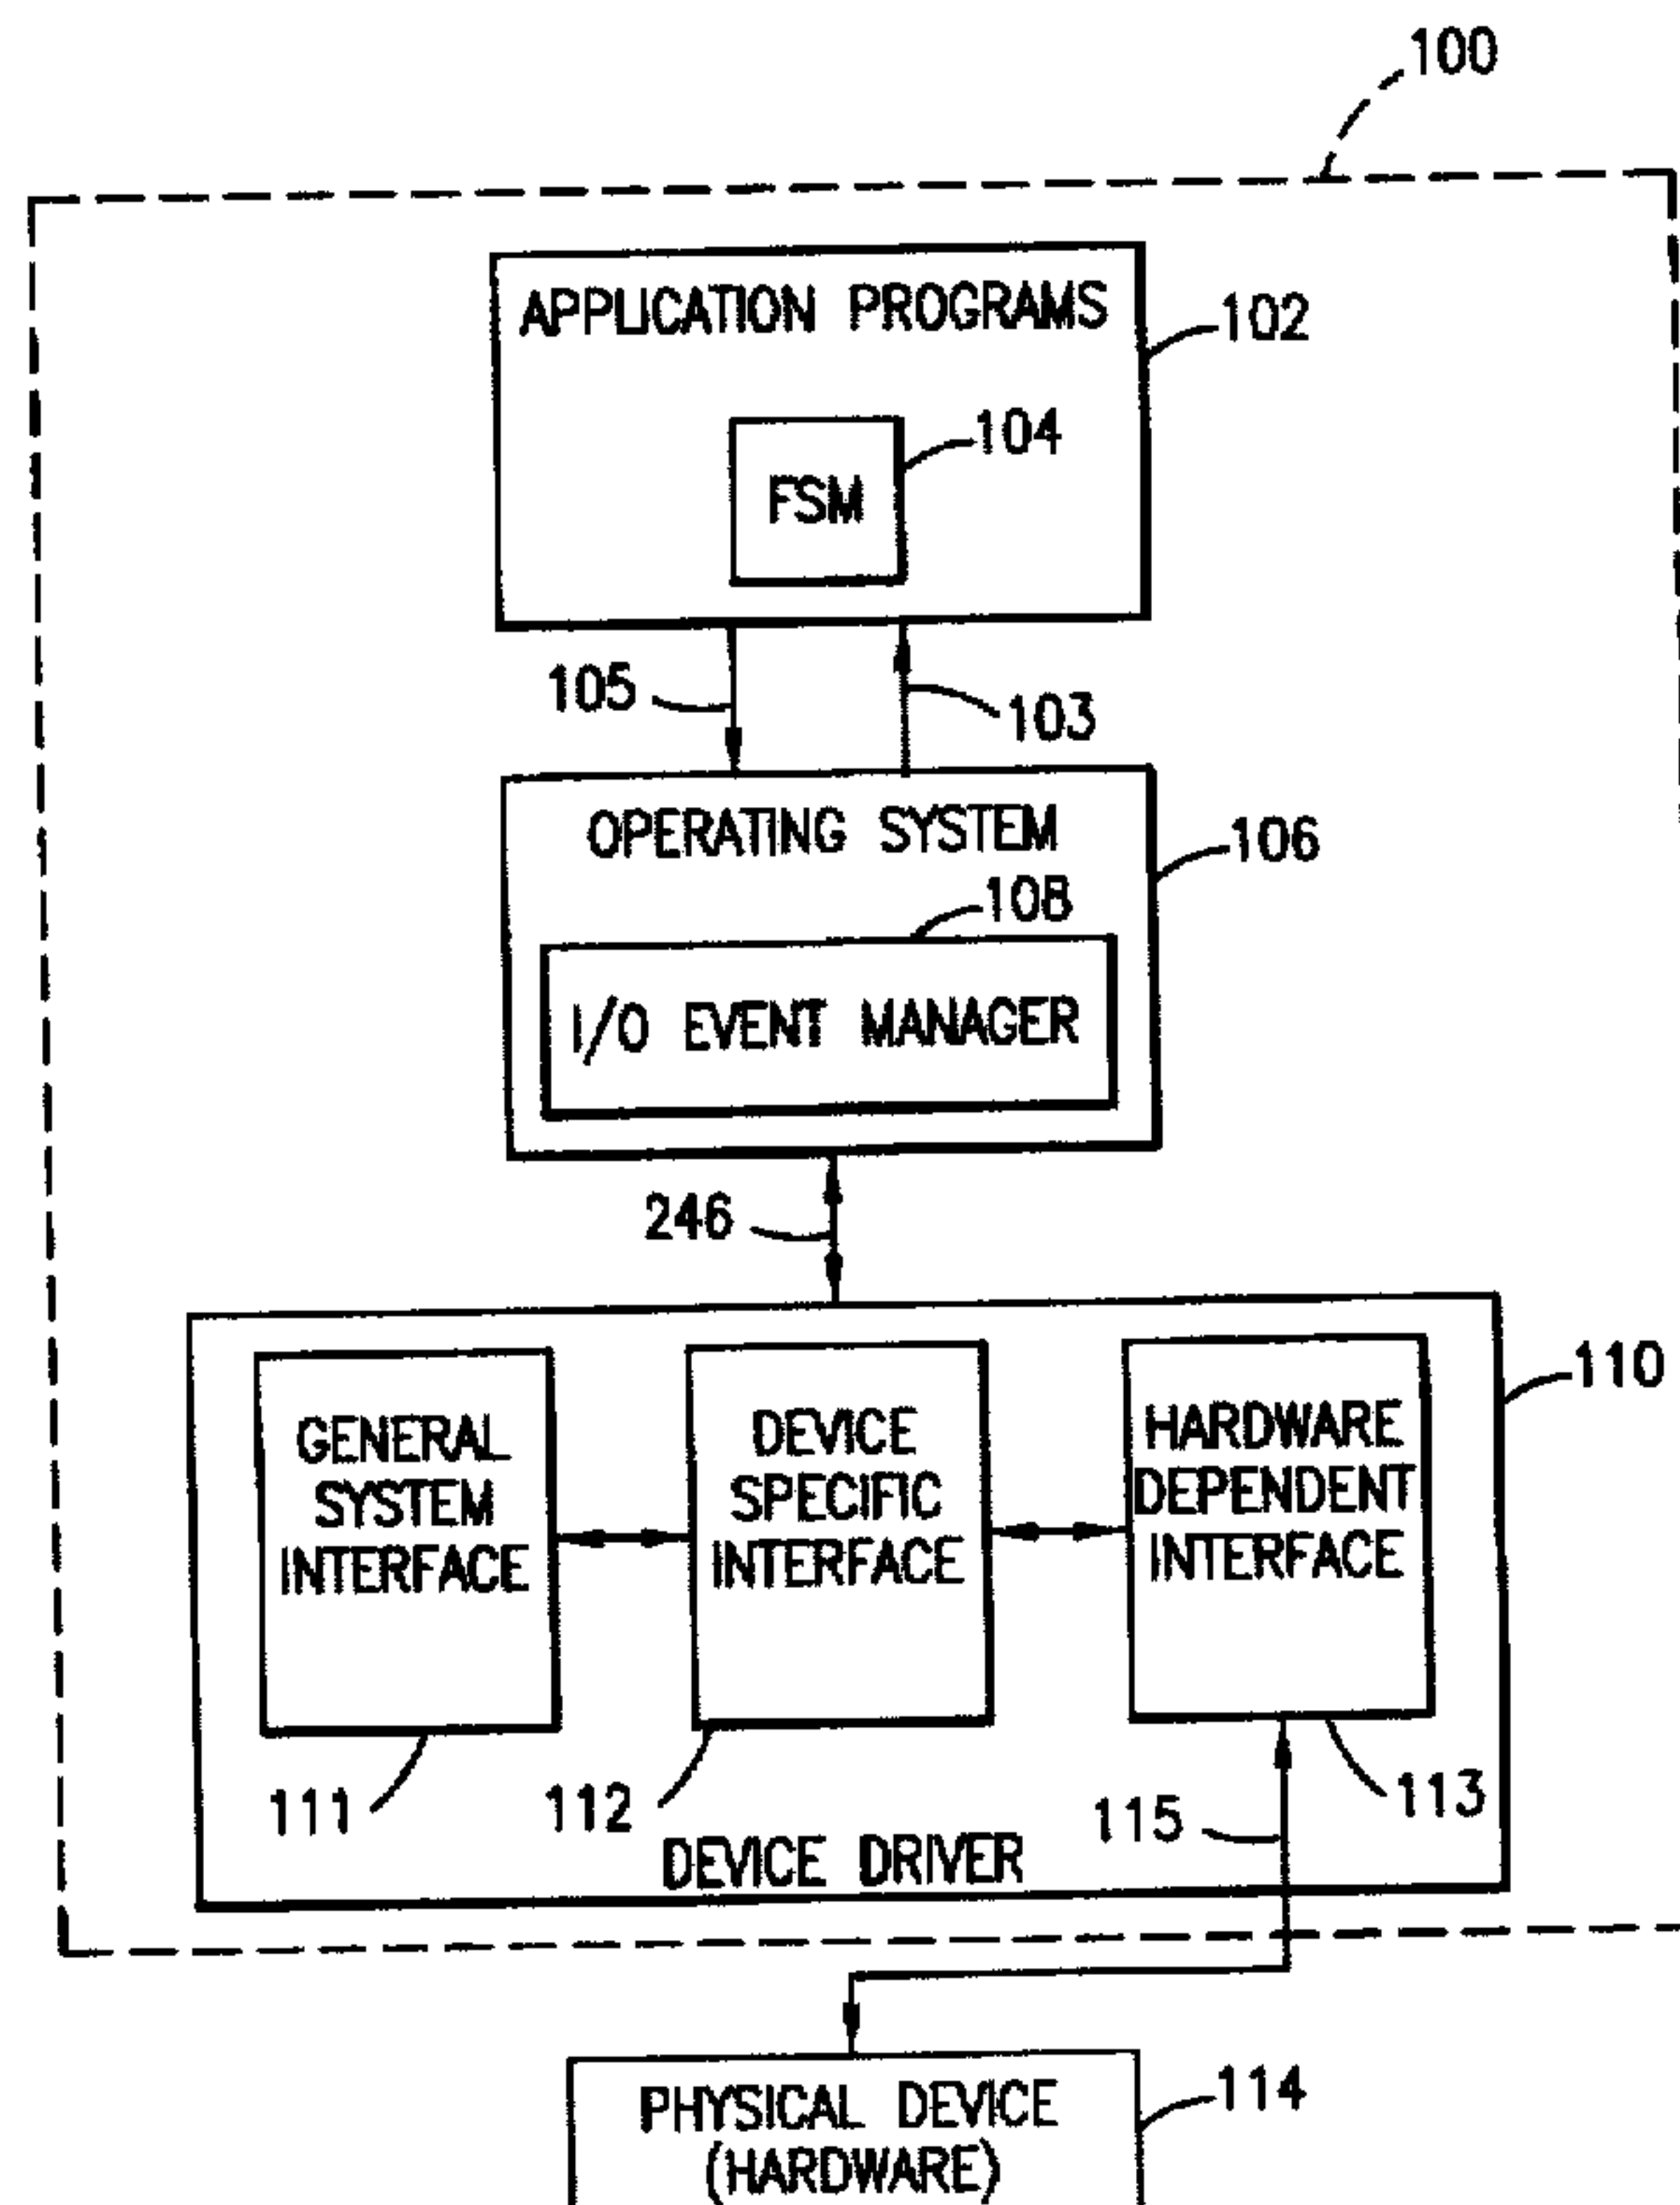 100
APPLICATION PROGRAMS
102
104
FSM
105
103
OPERATING SYSTEM
106
108
I/O EVENT MANAGER
246
110
GENERAL
SYSTEM
INTERFACE
DEVICE
SPECIFIC
INTERFACE
HARDWARE
DEPENDENT
INTERFACE
111
112
115
113
DEVICE DRIVER
PHYSICAL DEVICE
(HARDWARE)
114